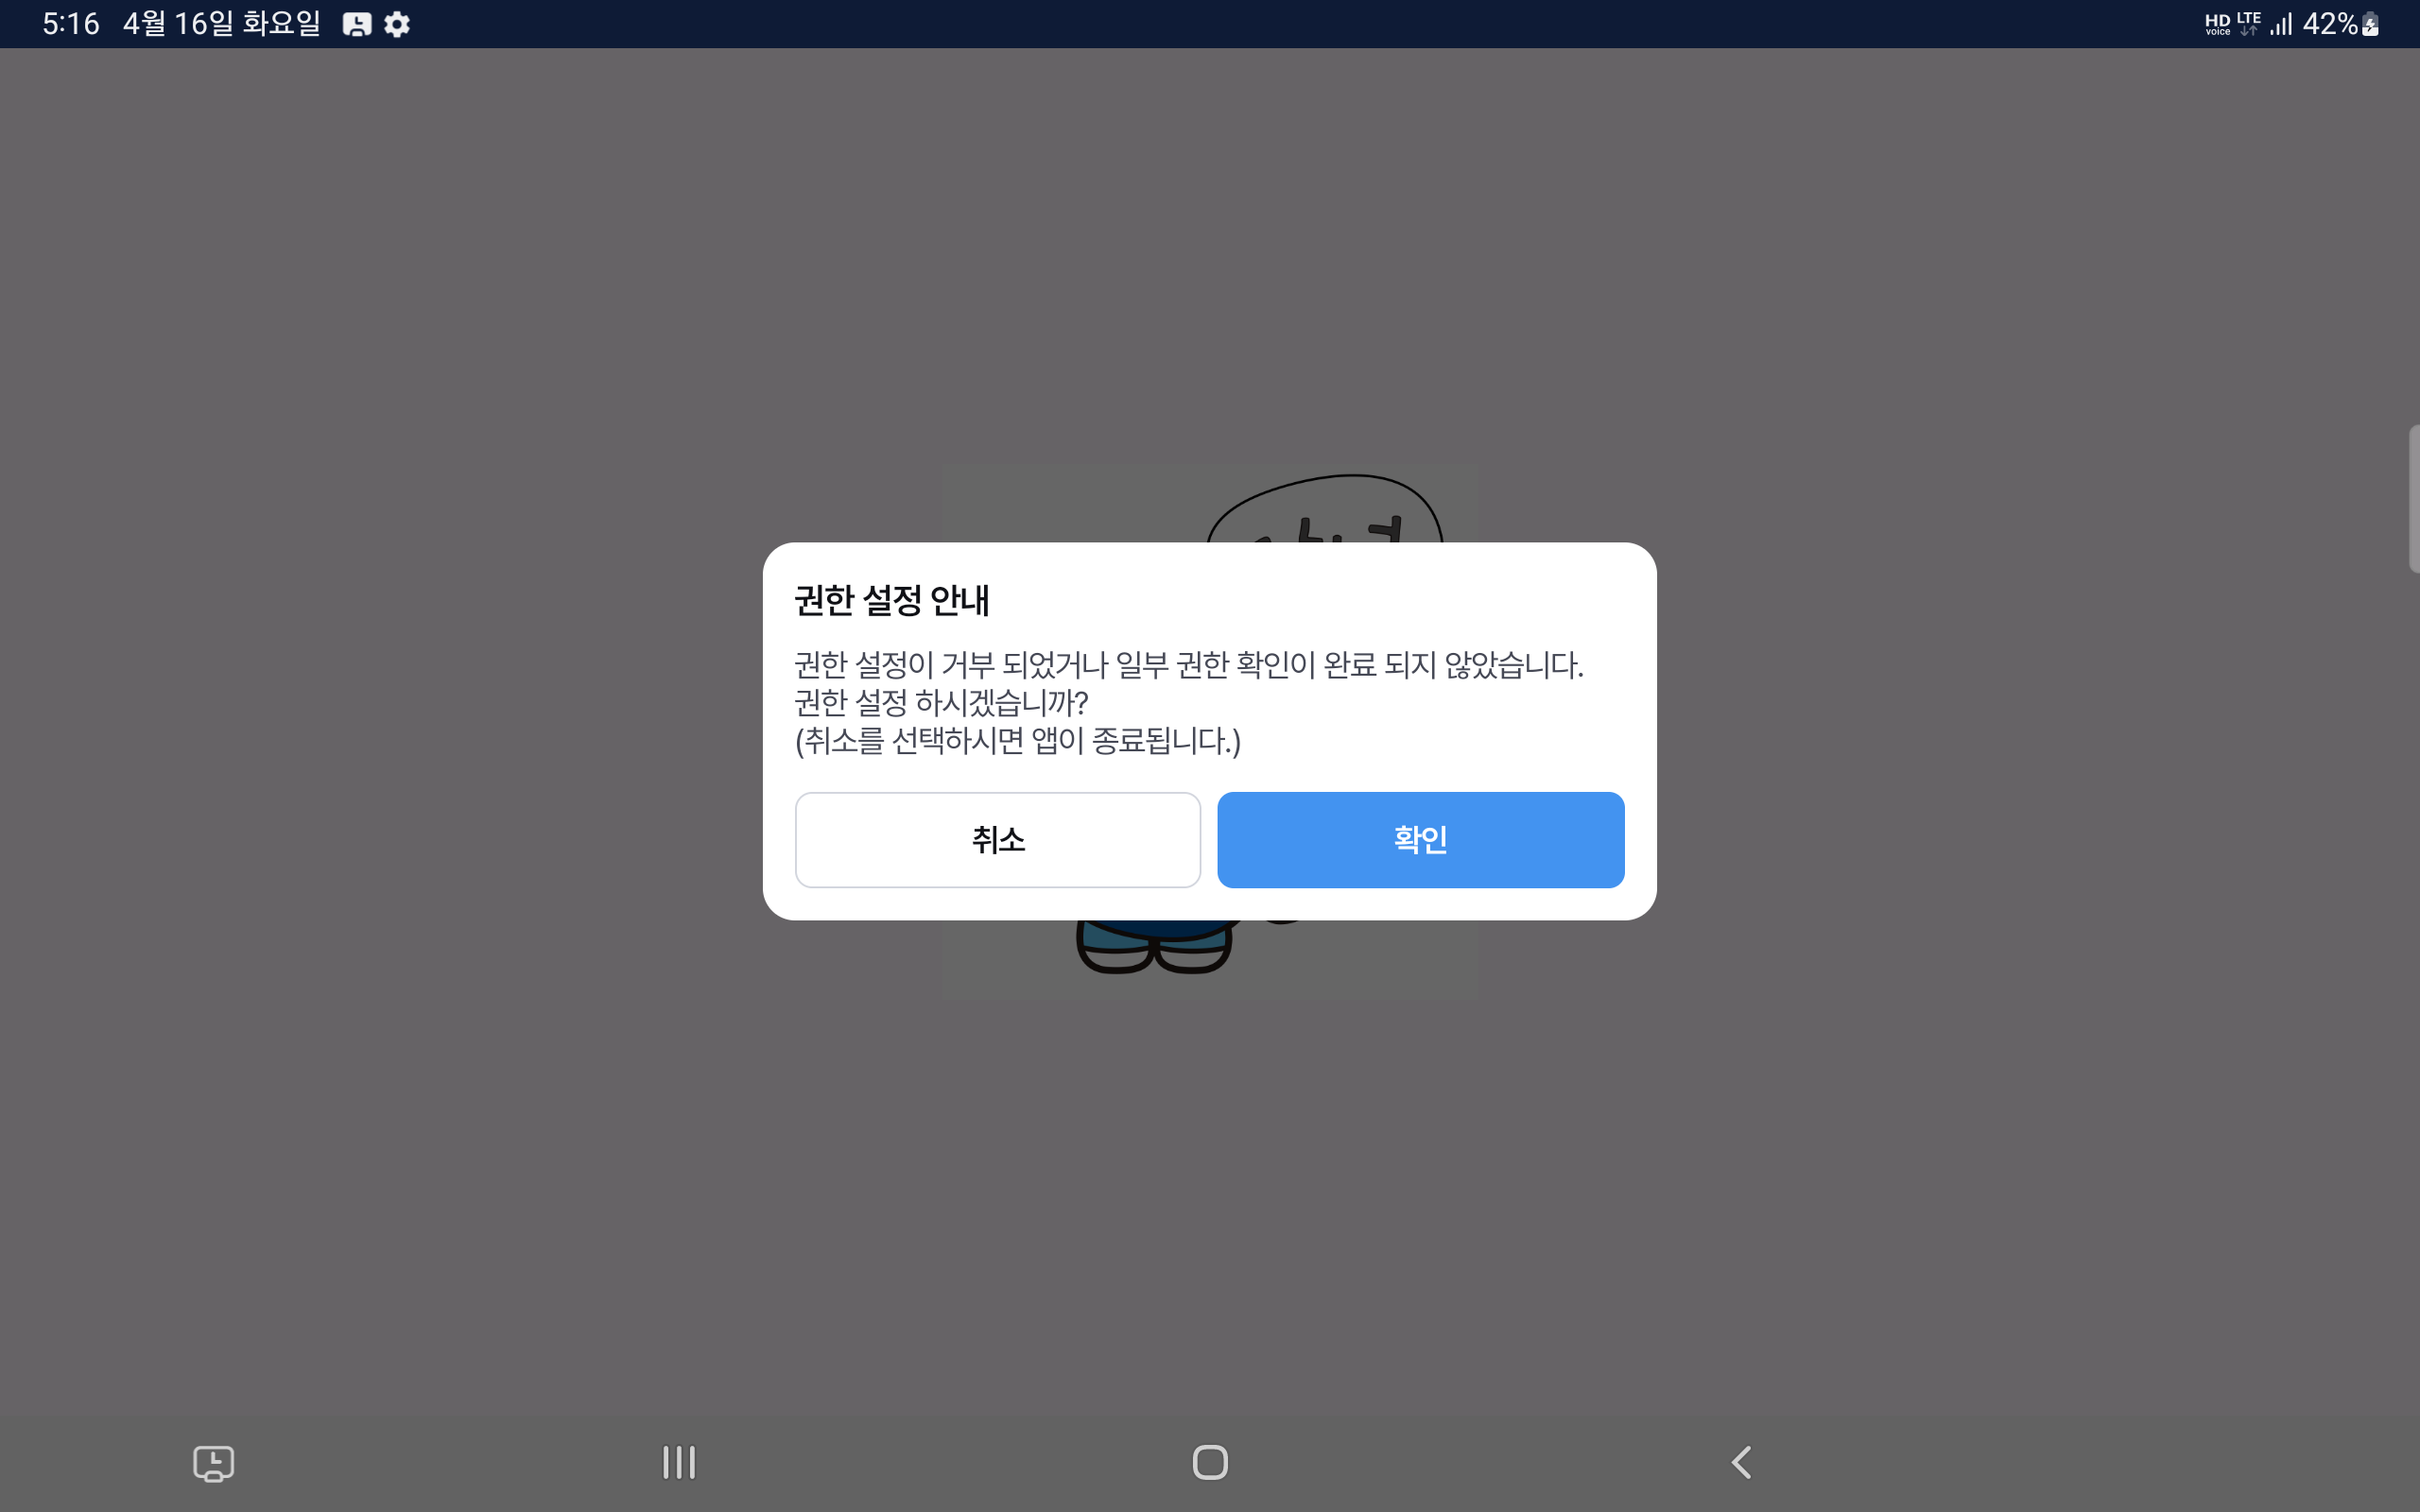 5:16 4월 16일 화요일
HD voice LTE 42%
권한 설정 안내
권한 설정이 거부 되었거나 일부 권한 확인이 완료 되지 않았습니다.
권한 설정 하시겠습니까?
(취소를 선택하시면 앱이 종료됩니다.)
취소 확인